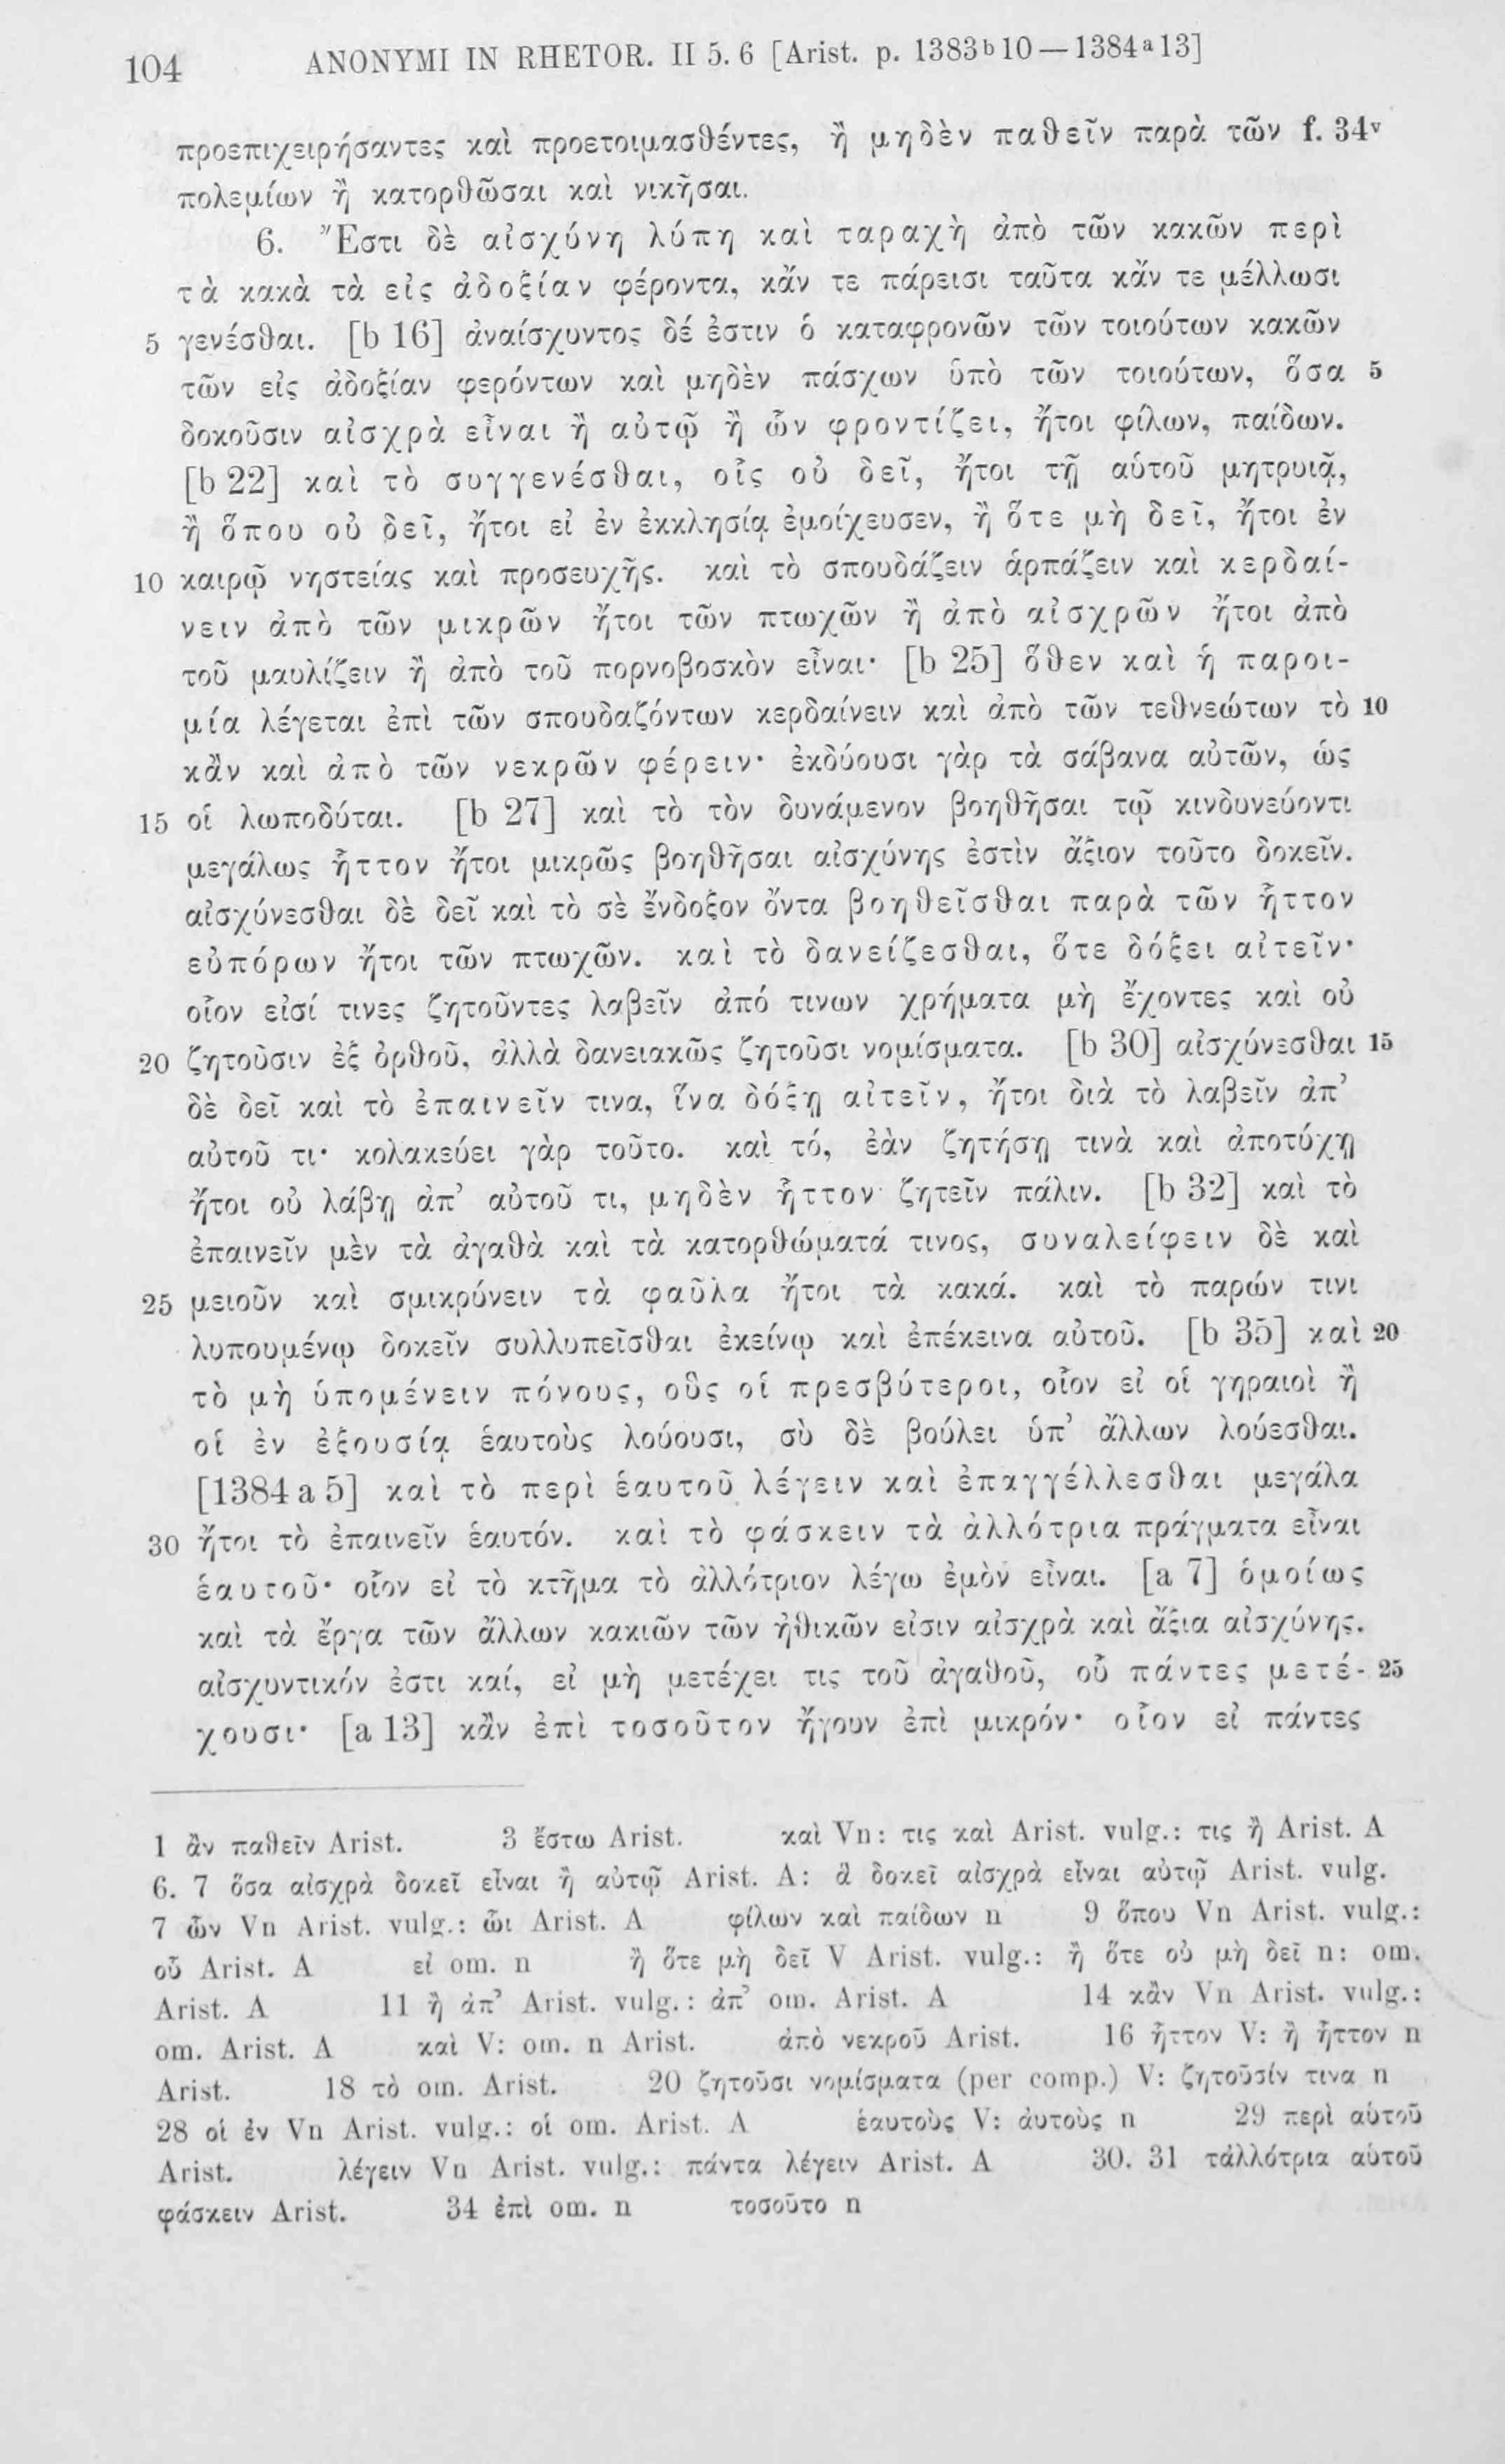 104 ANONYMI IN RHETOR. II 5. 6 [Arist. p. 1383b10 — 1384a13]
προεπιχειρήσαντες καὶ προετοιμασθέντες, ἢ μηδὲν παθεῖν παρὰ τῶν f. 34v
πολεμίων ἢ κατορθῶσαι καὶ νικῆσαι.
6. Ἔστι δὲ αἰσχύνη λύπη καὶ ταραχὴ ἀπὸ τῶν κακῶν περὶ
τὰ κακὰ τὰ εἰς ἀδοξίαν φέροντα, κἄν τε πάρεισι ταῦτα κἄν τε μέλλωσι
5 γενέσθαι. [b 16] ἀναίσχυντος δέ ἐστιν ὁ καταφρονῶν τῶν τοιούτων κακῶν
τῶν εἰς ἀδοξίαν φερόντων καὶ μηδὲν πάσχων ὑπὸ τῶν τοιούτων, ὅσα 5
δοκοῦσιν αἰσχρὰ εἶναι ἢ αὐτῷ ἢ ὧν φροντίζει, ἤτοι φίλων, παίδων.
[b 22] καὶ τὸ συγγενέσθαι, οἷς οὐ δεῖ, ἤτοι τῇ αὑτοῦ μητρυιᾷ,
ἢ ὅπου οὐ δεῖ, ἤτοι εἰ ἐν ἐκκλησίᾳ ἐμοίχευσεν, ἢ ὅτε μὴ δεῖ, ἤτοι ἐν
10 καιρῷ νηστείας καὶ προσευχῆς. καὶ τὸ σπουδάζειν ἁρπάζειν καὶ κερδαί-
νειν ἀπὸ τῶν μικρῶν ἤτοι τῶν πτωχῶν ἢ ἀπὸ αἰσχρῶν ἤτοι ἀπὸ
τοῦ μαυλίζειν ἢ ἀπὸ τοῦ πορνοβοσκὸν εἶναι· [b 25] ὅθεν καὶ ἡ παροι-
μία λέγεται ἐπὶ τῶν σπουδαζόντων κερδαίνειν καὶ ἀπὸ τῶν τεθνεώτων τὸ 10
κἂν καὶ ἀπὸ τῶν νεκρῶν φέρειν· ἐκδύουσι γὰρ τὰ σάβανα αὐτῶν, ὡς
15 οἱ λωποδύται. [b 27] καὶ τὸ τὸν δυνάμενον βοηθῆσαι τῷ κινδυνεύοντι
μεγάλως ἧττον ἤτοι μικρῶς βοηθῆσαι αἰσχύνης ἐστὶν ἄξιον τοῦτο δοκεῖν.
αἰσχύνεσθαι δὲ δεῖ καὶ τὸ σὲ ἔνδοξον ὄντα βοηθεῖσθαι παρὰ τῶν ἧττον
εὐπόρων ἤτοι τῶν πτωχῶν. καὶ τὸ δανείζεσθαι, ὅτε δόξει αἰτεῖν·
οἷον εἰσί τινες ζητοῦντες λαβεῖν ἀπό τινων χρήματα μὴ ἔχοντες καὶ οὐ
20 ζητοῦσιν ἐξ ὀρθοῦ, ἀλλὰ δανειακῶς ζητοῦσι νομίσματα. [b 30] αἰσχύνεσθαι 15
δὲ δεῖ καὶ τὸ ἐπαινεῖν τινα, ἵνα δόξῃ αἰτεῖν, ἤτοι διὰ τὸ λαβεῖν ἀπ’
αὐτοῦ τι· κολακεύει γὰρ τοῦτο. καὶ τό, ἐὰν ζητήσῃ τινὰ καὶ ἀποτύχῃ
ἤτοι οὐ λάβῃ ἀπ’ αὐτοῦ τι, μηδὲν ἧττον ζητεῖν πάλιν. [b 32] καὶ τὸ
ἐπαινεῖν μὲν τὰ ἀγαθὰ καὶ τὰ κατορθώματά τινος, συναλείφειν δὲ καὶ
25 μειοῦν καὶ σμικρύνειν τὰ φαῦλα ἤτοι τὰ κακά. καὶ τὸ παρών τινι
λυπουμένῳ δοκεῖν συλλυπεῖσθαι ἐκείνῳ καὶ ἐπέκεινα αὐτοῦ. [b 35] καὶ 20
τὸ μὴ ὑπομένειν πόνους, οὓς οἱ πρεσβύτεροι, οἷον εἰ οἱ γηραιοὶ ἢ
οἱ ἐν ἐξουσίᾳ ἑαυτοὺς λούουσι, σὺ δὲ βούλει ὑπ’ ἄλλων λούεσθαι.
[1384 a 5] καὶ τὸ περὶ ἑαυτοῦ λέγειν καὶ ἐπαγγέλλεσθαι μεγάλα
30 ἤτοι τὸ ἐπαινεῖν ἑαυτόν. καὶ τὸ φάσκειν τὰ ἀλλότρια πράγματα εἶναι
ἑαυτοῦ· οἷον εἰ τὸ κτῆμα τὸ ἀλλότριον λέγω ἐμὸν εἶναι. [a 7] ὁμοίως
καὶ τὰ ἔργα τῶν ἄλλων κακιῶν τῶν ἠθικῶν εἰσιν αἰσχρὰ καὶ ἄξια αἰσχύνης.
αἰσχυντικόν ἐστι καί, εἰ μὴ μετέχει τις τοῦ ἀγαθοῦ, οὗ πάντες μετέ- 25
χουσι· [a 13] κἂν ἐπὶ τοσοῦτον ἤγουν ἐπὶ μικρόν· οἷον εἰ πάντες
1 ἂν παθεῖν Arist. 3 ἔστω Arist. καὶ Vn: τις καὶ Arist. vulg.: τις ἢ Arist. A
6. 7 ὅσα αἰσχρὰ δοκεῖ εἶναι ἢ αὐτῷ Arist. A: ἃ δοκεῖ αἰσχρὰ εἶναι αὐτῷ Arist. vulg.
7 ὧν Vn Arist. vulg.: ὧι Arist. A φίλων καὶ παίδων n 9 ὅπου Vn Arist. vulg.:
οὗ Arist. A εἰ om. n ἢ ὅτε μὴ δεῖ V Arist. vulg.: ἢ ὅτε οὐ μὴ δεῖ n: om.
Arist. A 11 ἢ ἀπ’ Arist. vulg.: ἀπ’ om. Arist. A 14 κἂν Vn Arist. vulg.:
om. Arist. A καὶ V: om. n Arist. ἀπὸ νεκροῦ Arist. 16 ἧττον V: ἢ ἧττον n
Arist. 18 τὸ om. Arist. 20 ζητοῦσι νομίσματα (per comp.) V: ζητοῦσίν τινα n
28 οἱ ἐν Vn Arist. vulg.: οἱ om. Arist. A ἑαυτοὺς V: ἀυτοὺς n 29 περὶ αὑτοῦ
Arist. λέγειν Vn Arist. vulg.: πάντα λέγειν Arist. A 30. 31 τἀλλότρια αὑτοῦ
φάσκειν Arist. 34 ἐπὶ om. n τοσοῦτο n